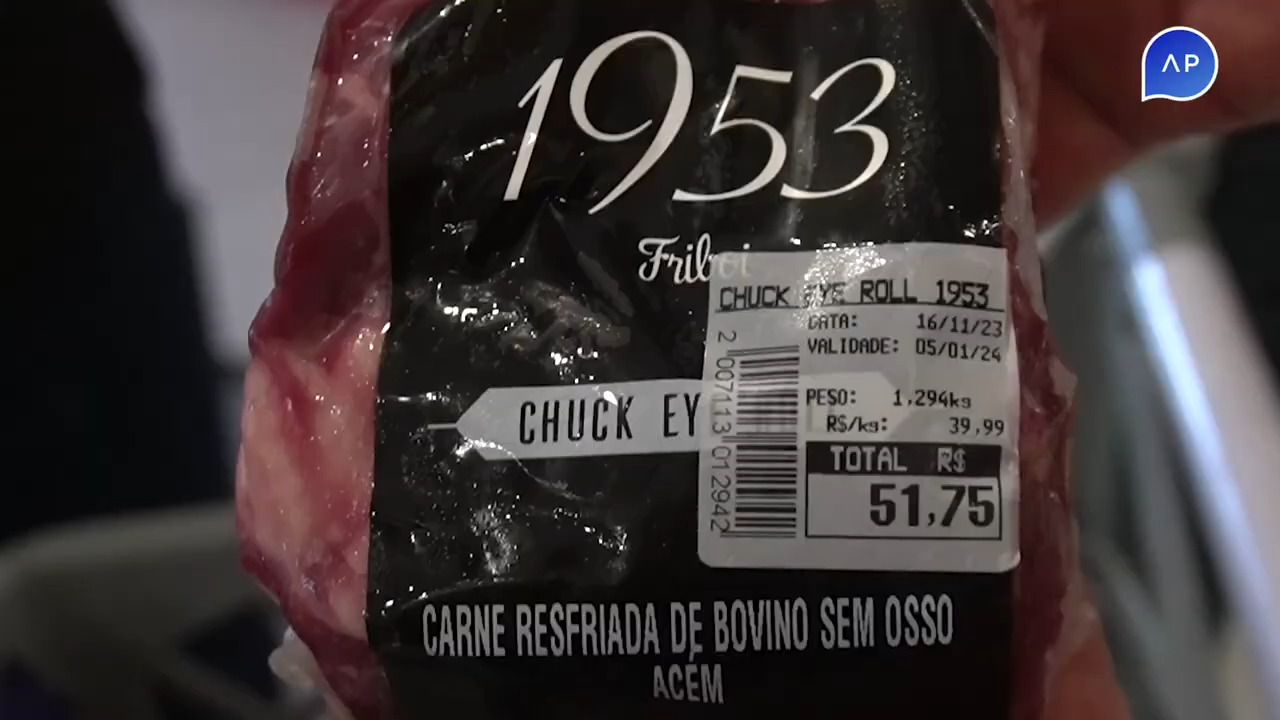 AP
1953
Friboi
CHUCK EYE ROLL 1953
DATA: 16/11/23
VALIDADE: 05/01/24
PESO: 1,294kg
R$/kg: 39,99
TOTAL R$
51,75
2 007113 012942
CHUCK EY
CARNE RESFRIADA DE BOVINO SEM OSSO
ACÉM